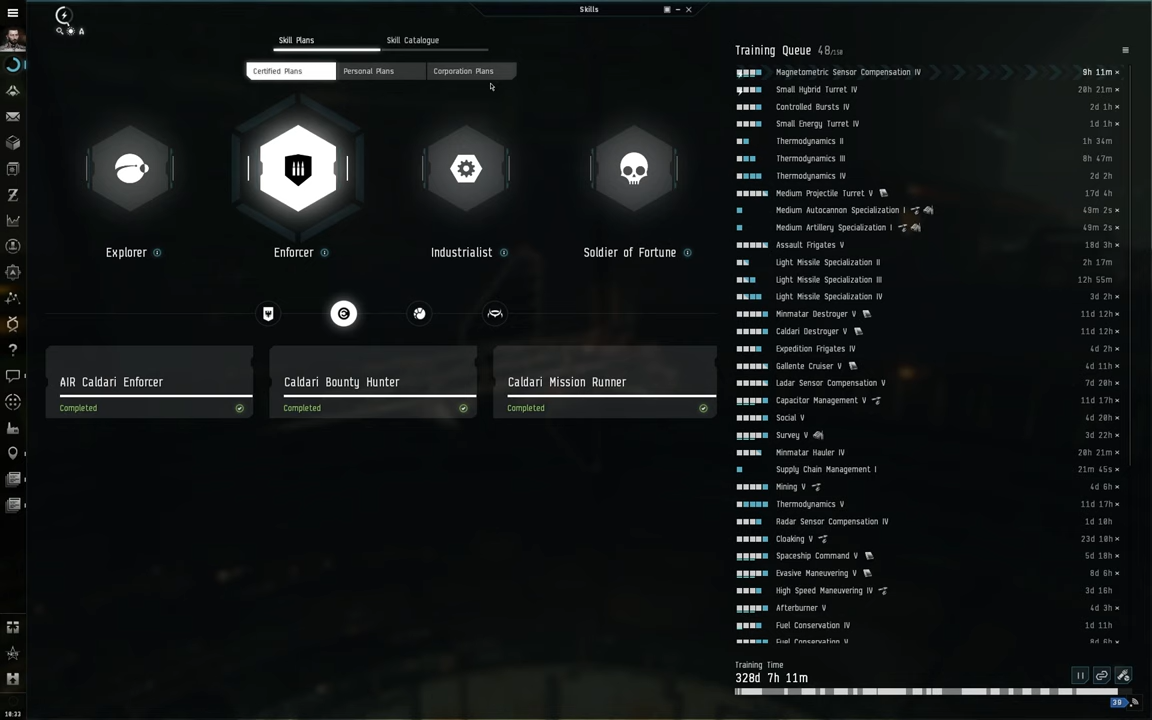 Skills
Skill Plans
Skill Catalogue
Certified Plans
Personal Plans
Corporation Plans
Explorer
Enforcer
Industrialist
Soldier of Fortune
AIR Caldari Enforcer
Completed
Caldari Bounty Hunter
Completed
Caldari Mission Runner
Completed
Training Queue 48/150
Magnetometric Sensor Compensation IV 9h 11m
Small Hybrid Turret IV 20h 21m
Controlled Bursts IV 2d 1h
Small Energy Turret IV 1d 1h
Thermodynamics II 1h 34m
Thermodynamics III 8h 47m
Thermodynamics IV 2d 2h
Medium Projectile Turret V 17d 4h
Medium Autocannon Specialization I 49m 2s
Medium Artillery Specialization I 49m 2s
Assault Frigates V 18d 3h
Light Missile Specialization II 2h 17m
Light Missile Specialization III 12h 55m
Light Missile Specialization IV 3d 2h
Minmatar Destroyer V 11d 12h
Caldari Destroyer V 11d 12h
Expedition Frigates IV 4d 2h
Gallente Cruiser V 4d 11h
Ladar Sensor Compensation V 7d 20h
Capacitor Management V 11d 17h
Social V 4d 20h
Survey V 3d 22h
Minmatar Hauler IV 20h 21m
Supply Chain Management I 21m 45s
Mining V 4d 6h
Thermodynamics V 11d 17h
Radar Sensor Compensation IV 1d 10h
Cloaking V 23d 10h
Spaceship Command V 5d 18h
Evasive Maneuvering V 8d 6h
High Speed Maneuvering IV 3d 16h
Afterburner V 4d 3h
Fuel Conservation IV 1d 11h
Fuel Conservation V 8d 6h
Training Time
328d 7h 11m
39
10:33
A